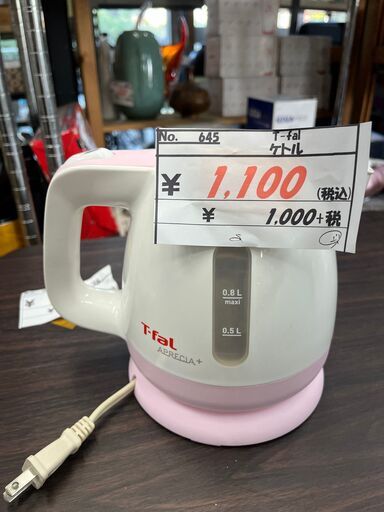 No. 645 T-fal
ケトル
¥ 1,100 (税込)
¥ 1,000+税
0.8 L
maxi
0.5 L
T-faL
APRECIA+